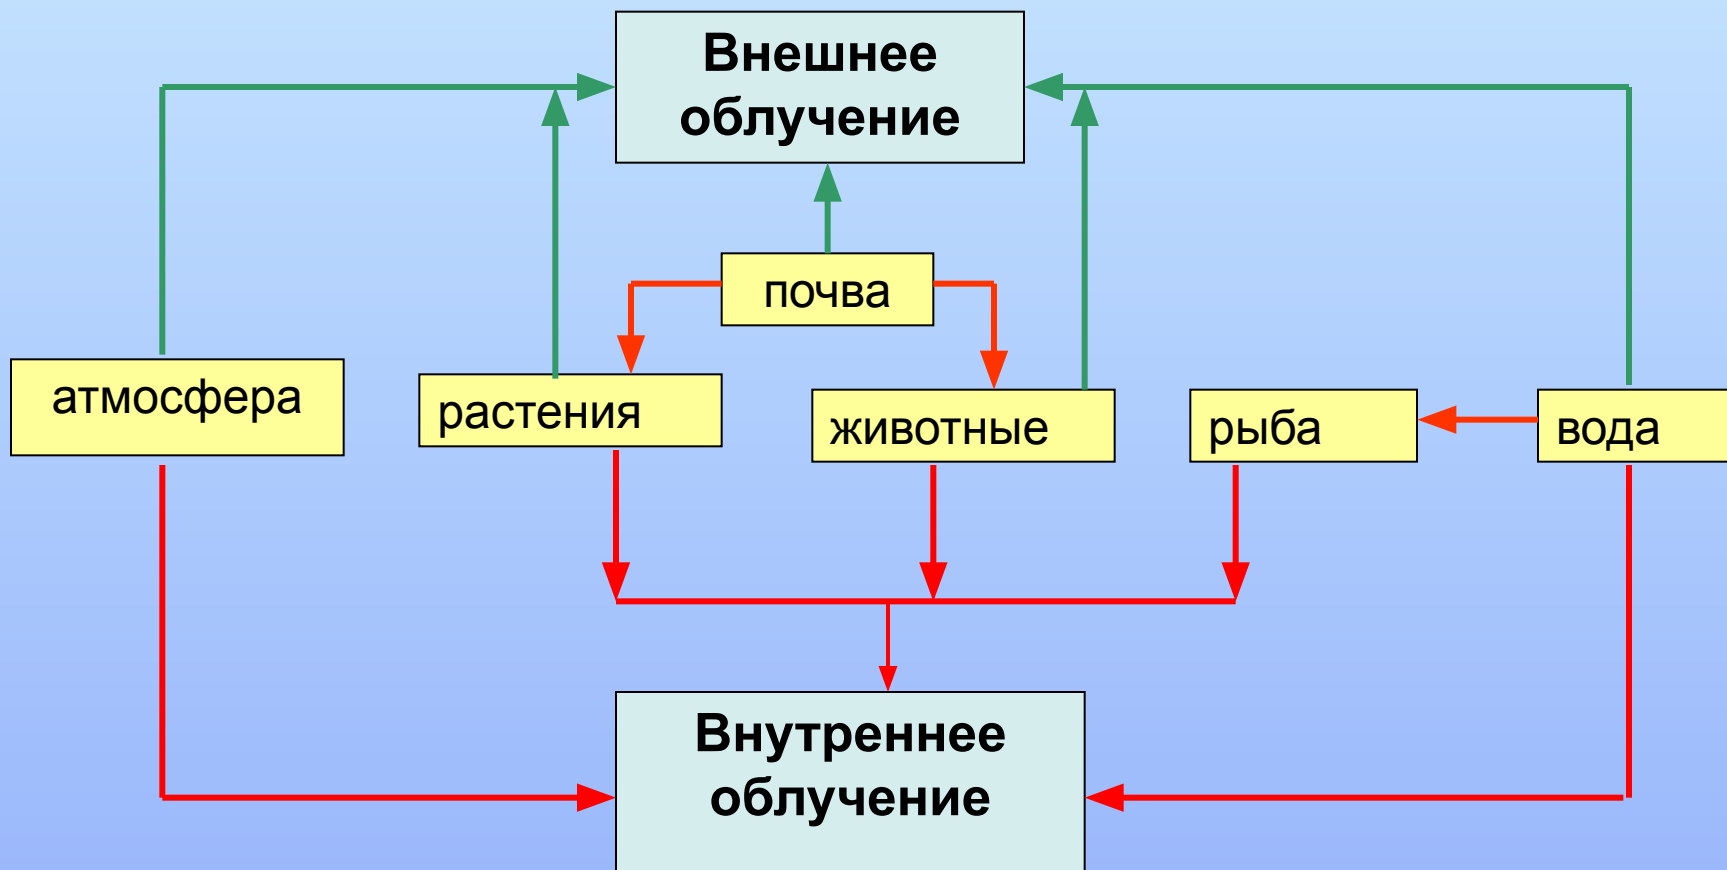 Внешнее
облучение
почва
атмосфера
растения
животные
рыба
вода
Внутреннее
облучение